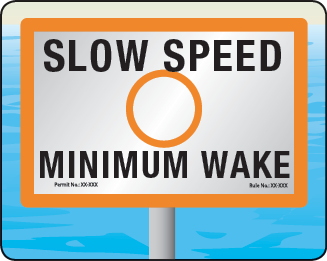 SLOW SPEED
MINIMUM WAKE
Permit No.: XX-XXX Rule No.: XX-XXX